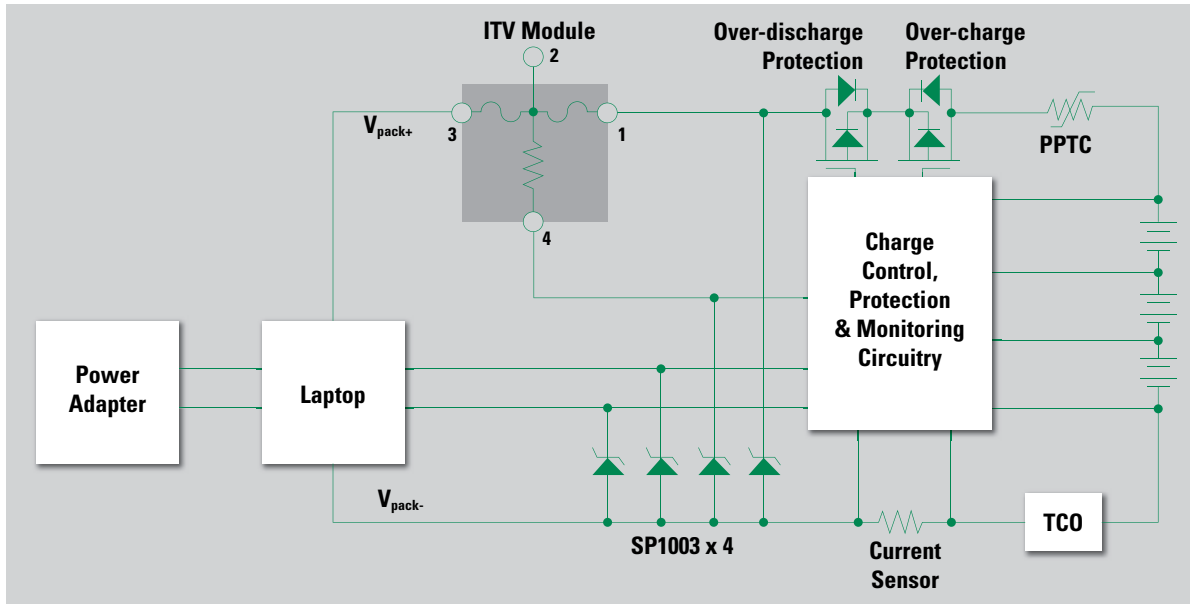 ITV Module
2
Over-discharge
Protection
Over-charge
Protection
Vpack+
3
1
PPTC
4
Charge
Control,
Protection
& Monitoring
Circuitry
Power
Adapter
Laptop
Vpack-
SP1003 x 4
Current
Sensor
TCO